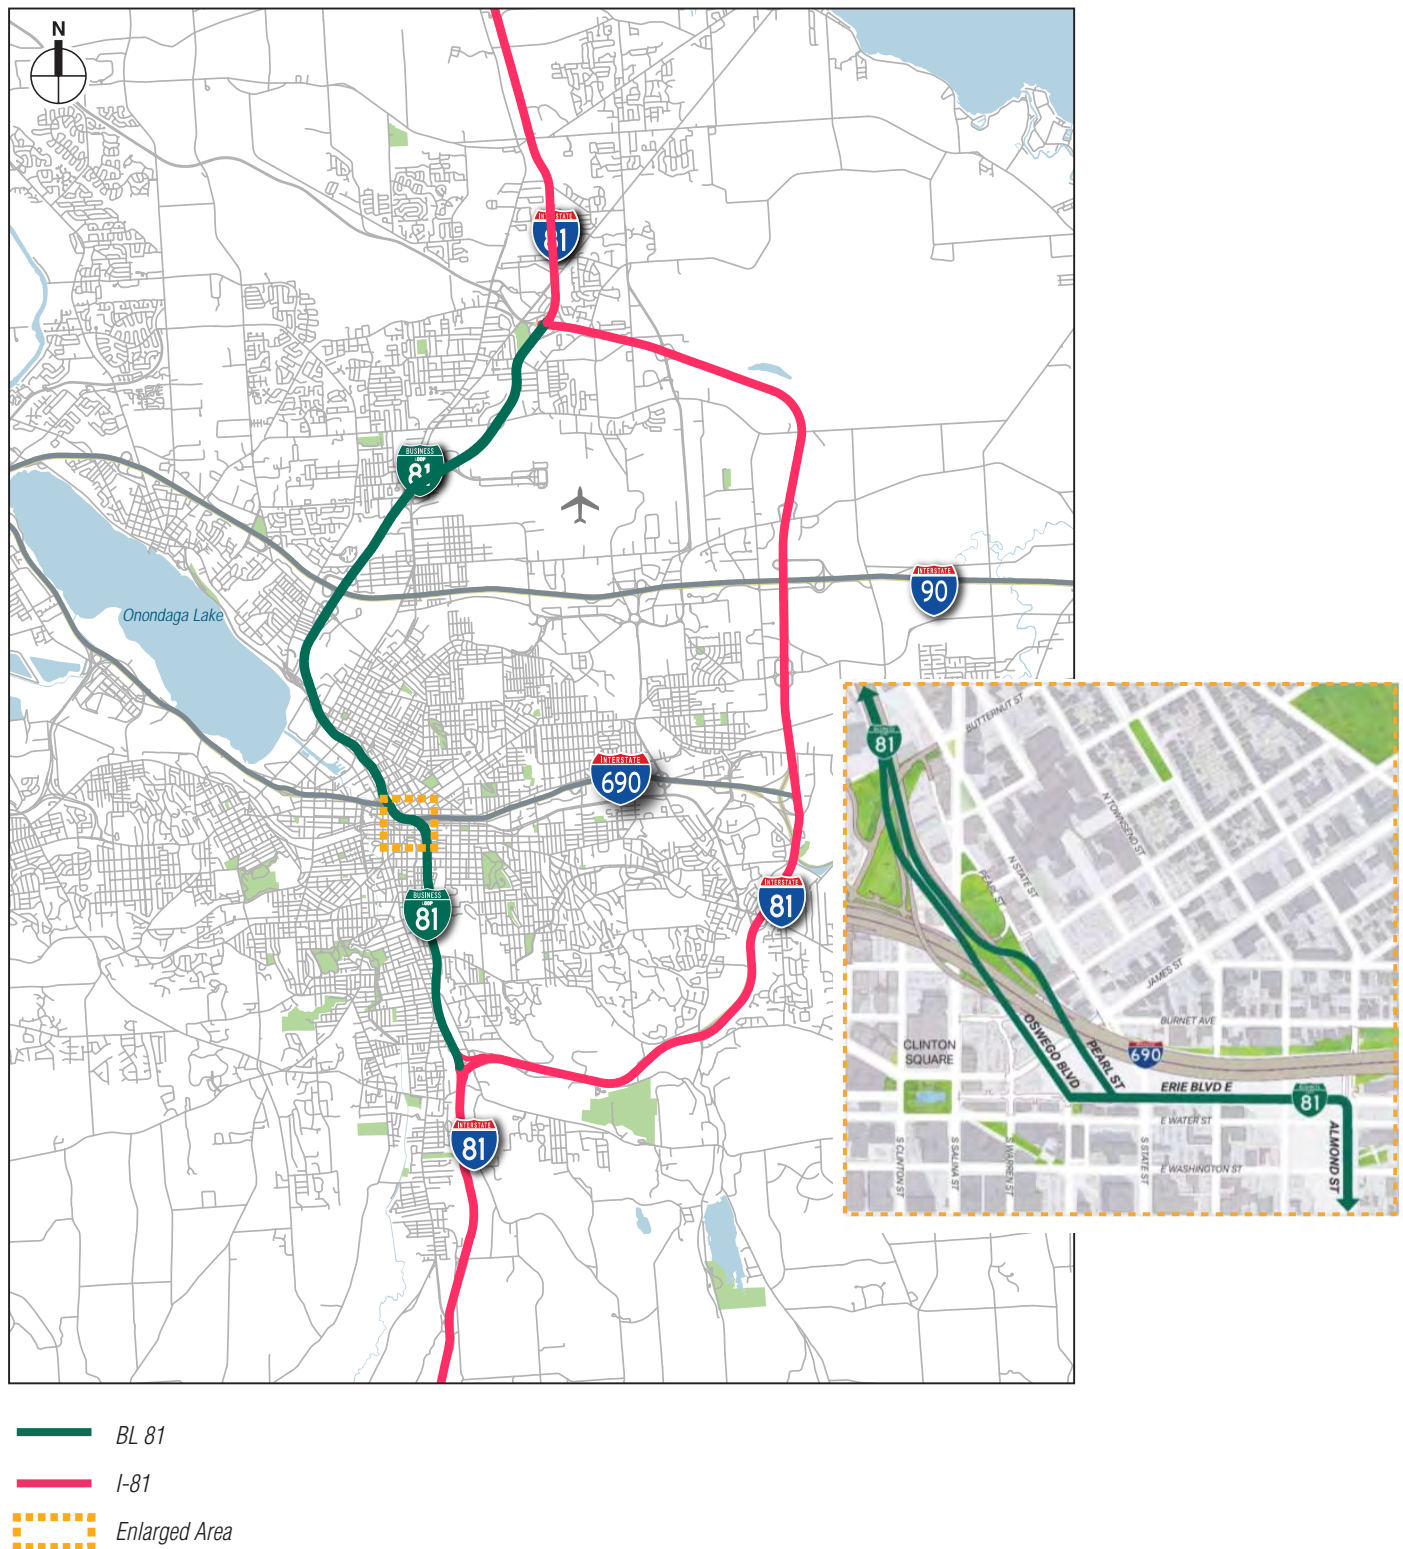 N
INTERSTATE
81
BUSINESS
LOOP
81
INTERSTATE
90
Onondaga Lake
INTERSTATE
690
BUSINESS
LOOP
81
INTERSTATE
81
INTERSTATE
81
81
BUTTERNUT ST
N TOWNSEND ST
N STATE ST
PEARL ST
JAMES ST
BURNET AVE
OSWEGO BLVD
PEARL ST
690
CLINTON
SQUARE
ERIE BLVD E
81
E WATER ST
ALMOND ST
S CLINTON ST
S SALINA ST
S WARREN ST
S STATE ST
E WASHINGTON ST
BL 81
I-81
Enlarged Area